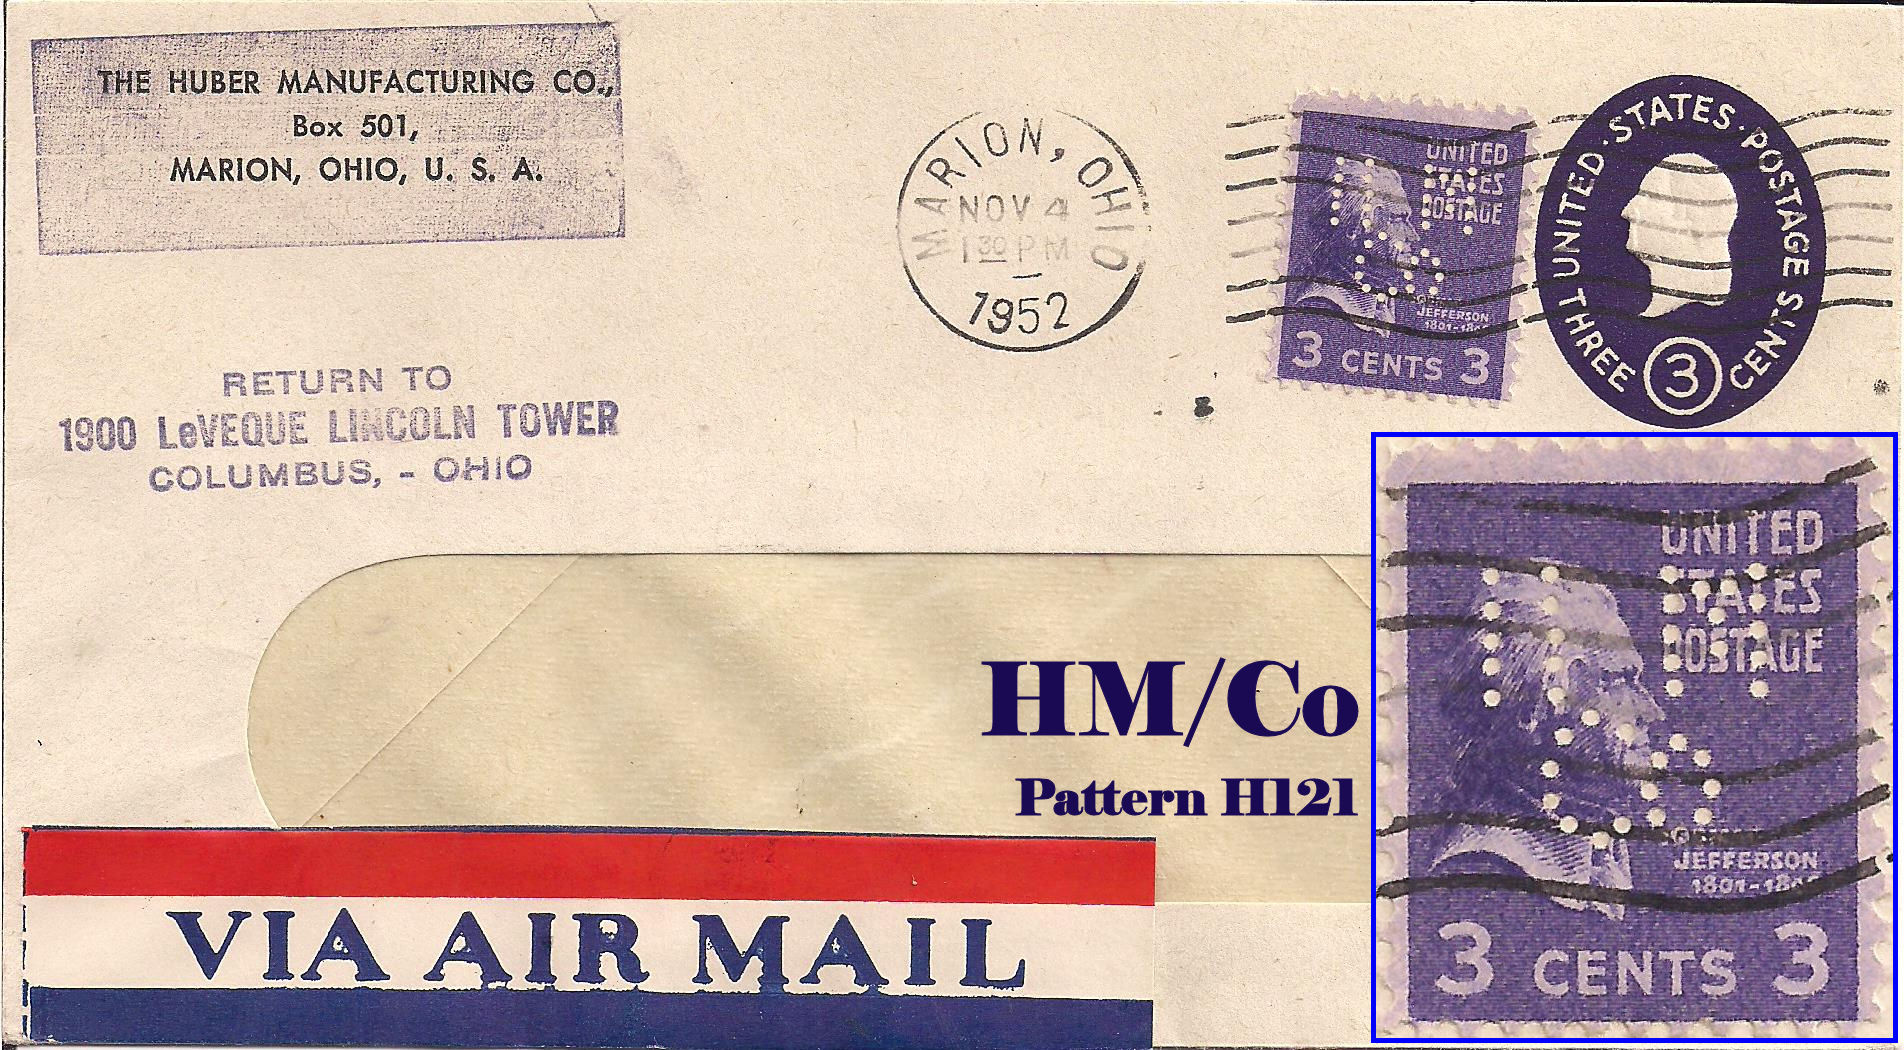 THE HUBER MANUFACTURING CO.,
Box 501,
MARION, OHIO, U. S. A.
MARION, OHIO
NOV 4
1 30 PM
1952
UNITED
STATES
POSTAGE
JEFFERSON
3 CENTS 3
UNITED · STATES · POSTAGE
THREE 3 CENTS
RETURN TO
1900 LeVEQUE LINCOLN TOWER
COLUMBUS, - OHIO
HM/Co
Pattern H121
UNITED
STATES
POSTAGE
HM
Co
JEFFERSON
3 CENTS 3
VIA AIR MAIL